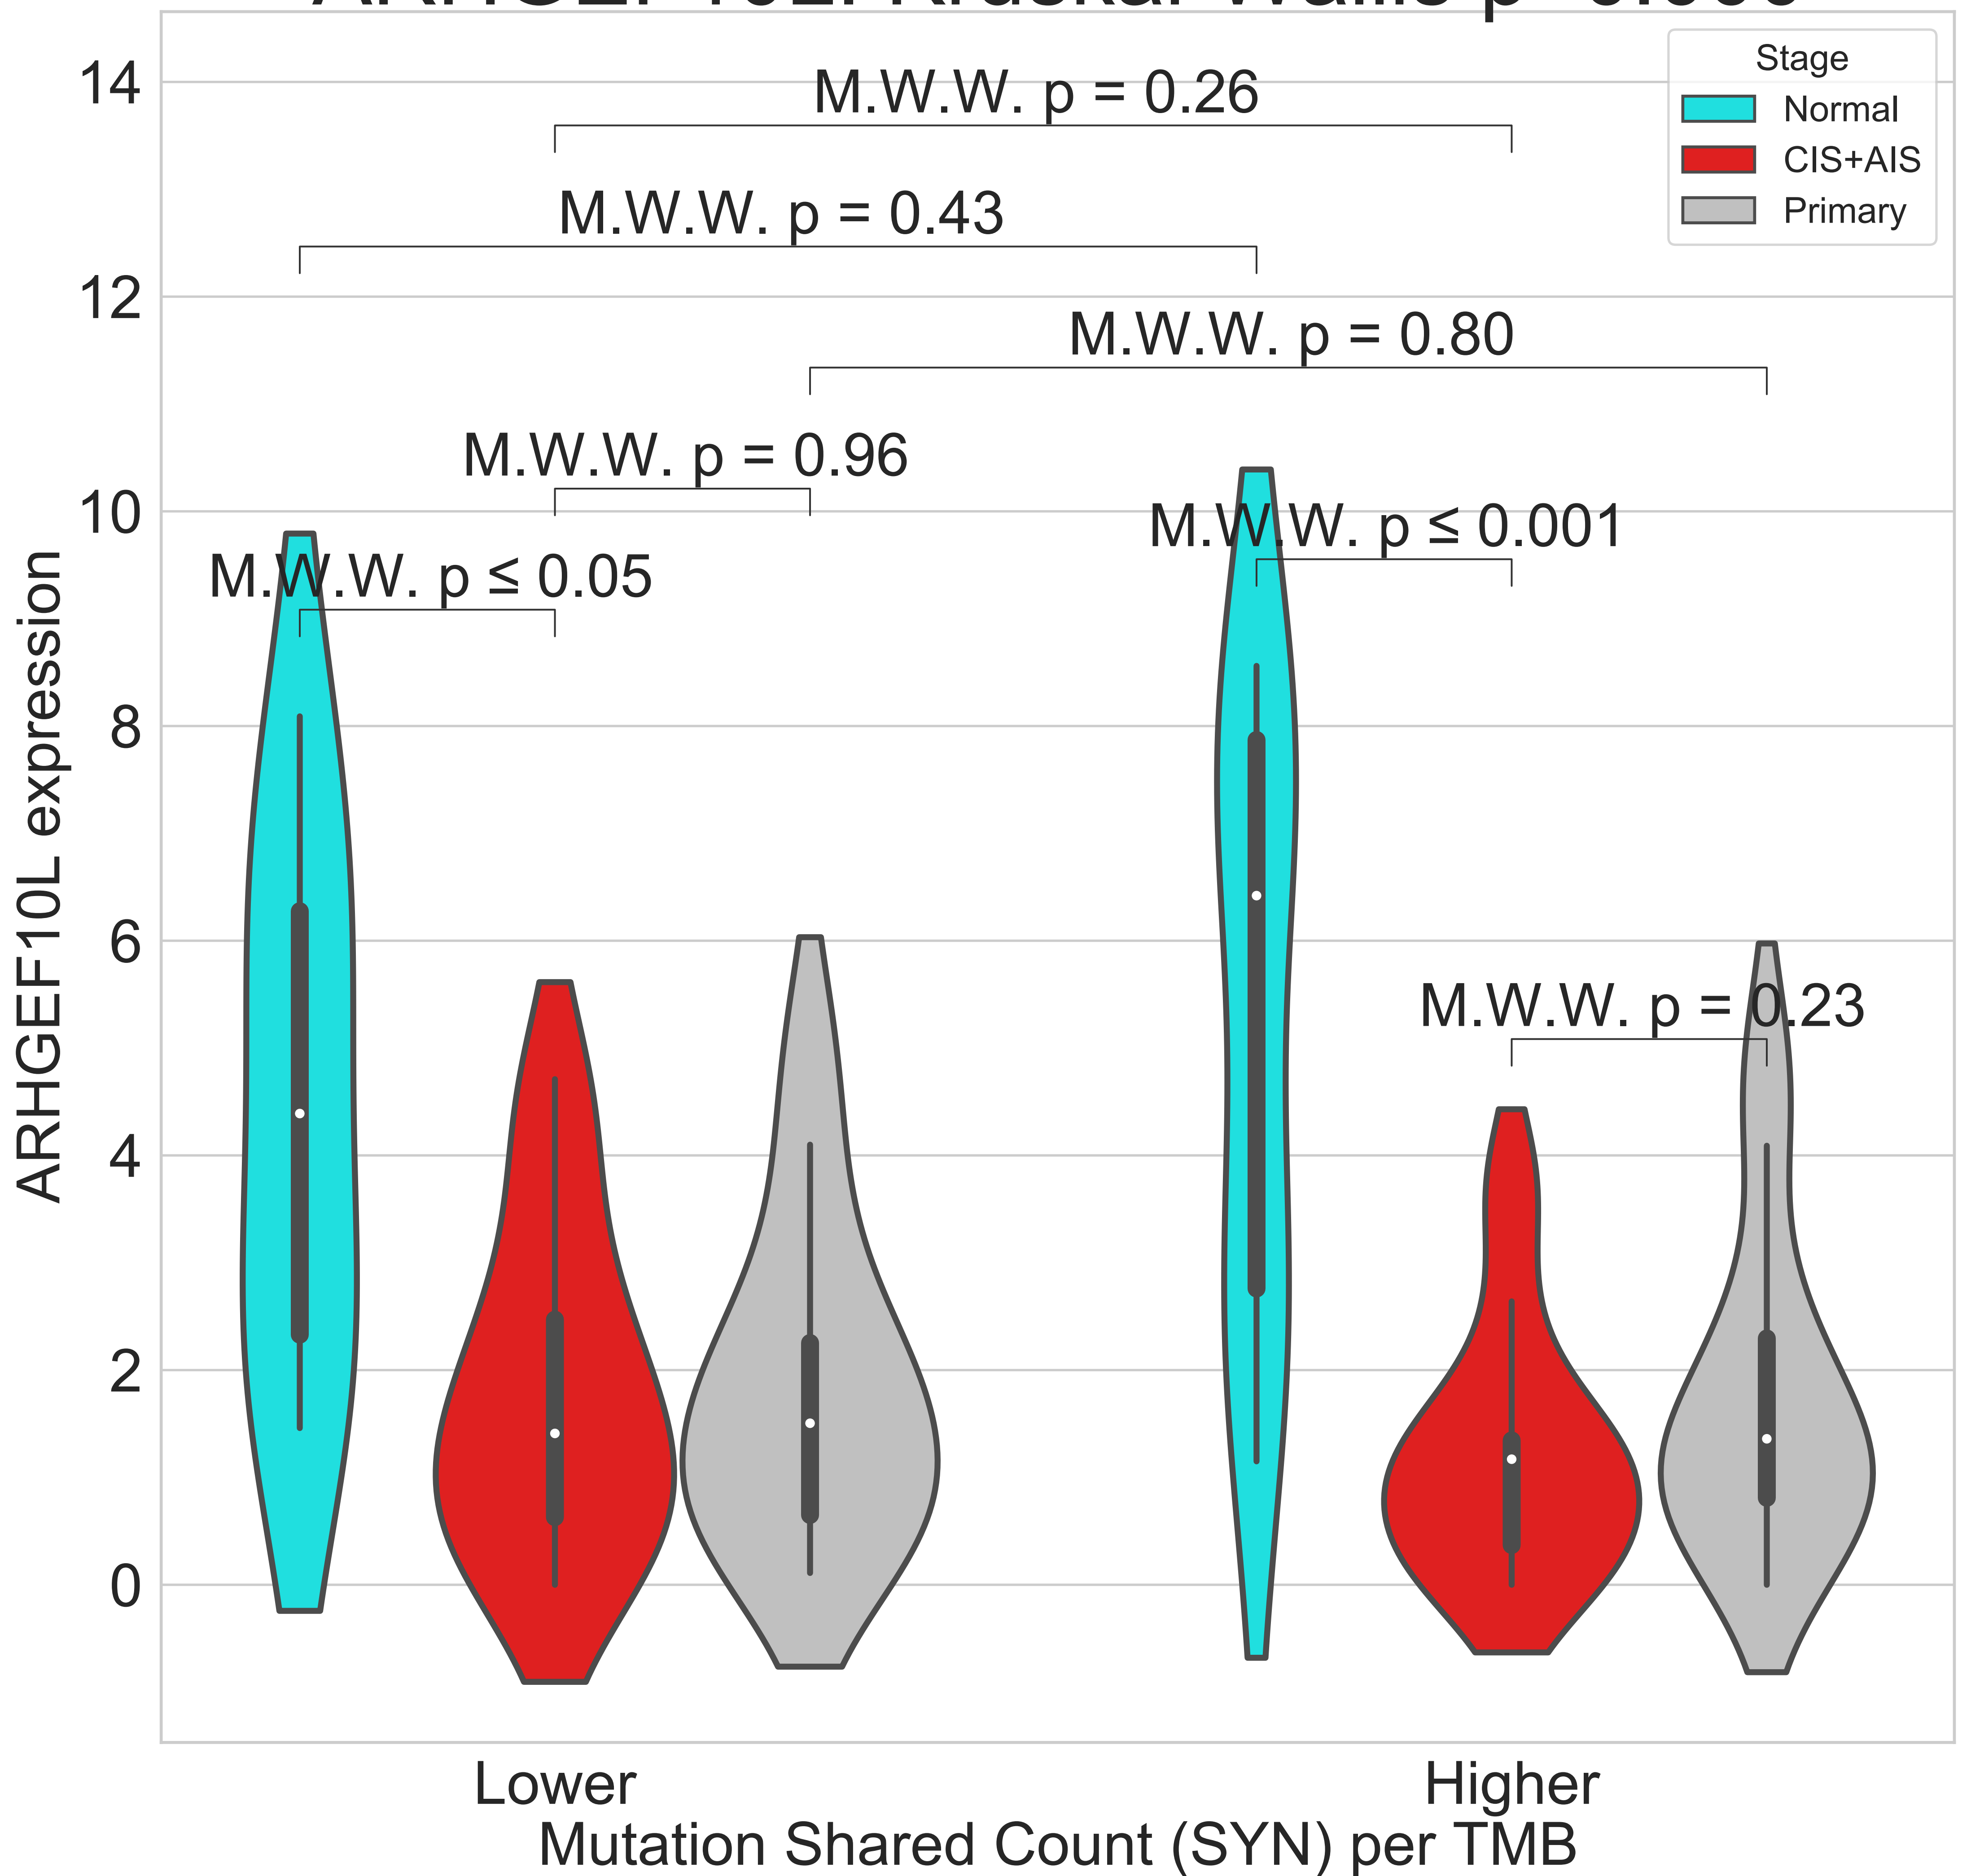 14
12
10
8
6
4
2
0
ARHGEF10L expression
M.W.W. p = 0.26
M.W.W. p = 0.43
M.W.W. p = 0.80
M.W.W. p = 0.96
M.W.W. p ≤ 0.001
M.W.W. p ≤ 0.05
M.W.W. p = 0.23
Stage
Normal
CIS+AIS
Primary
Lower
Higher
Mutation Shared Count (SYN) per TMB